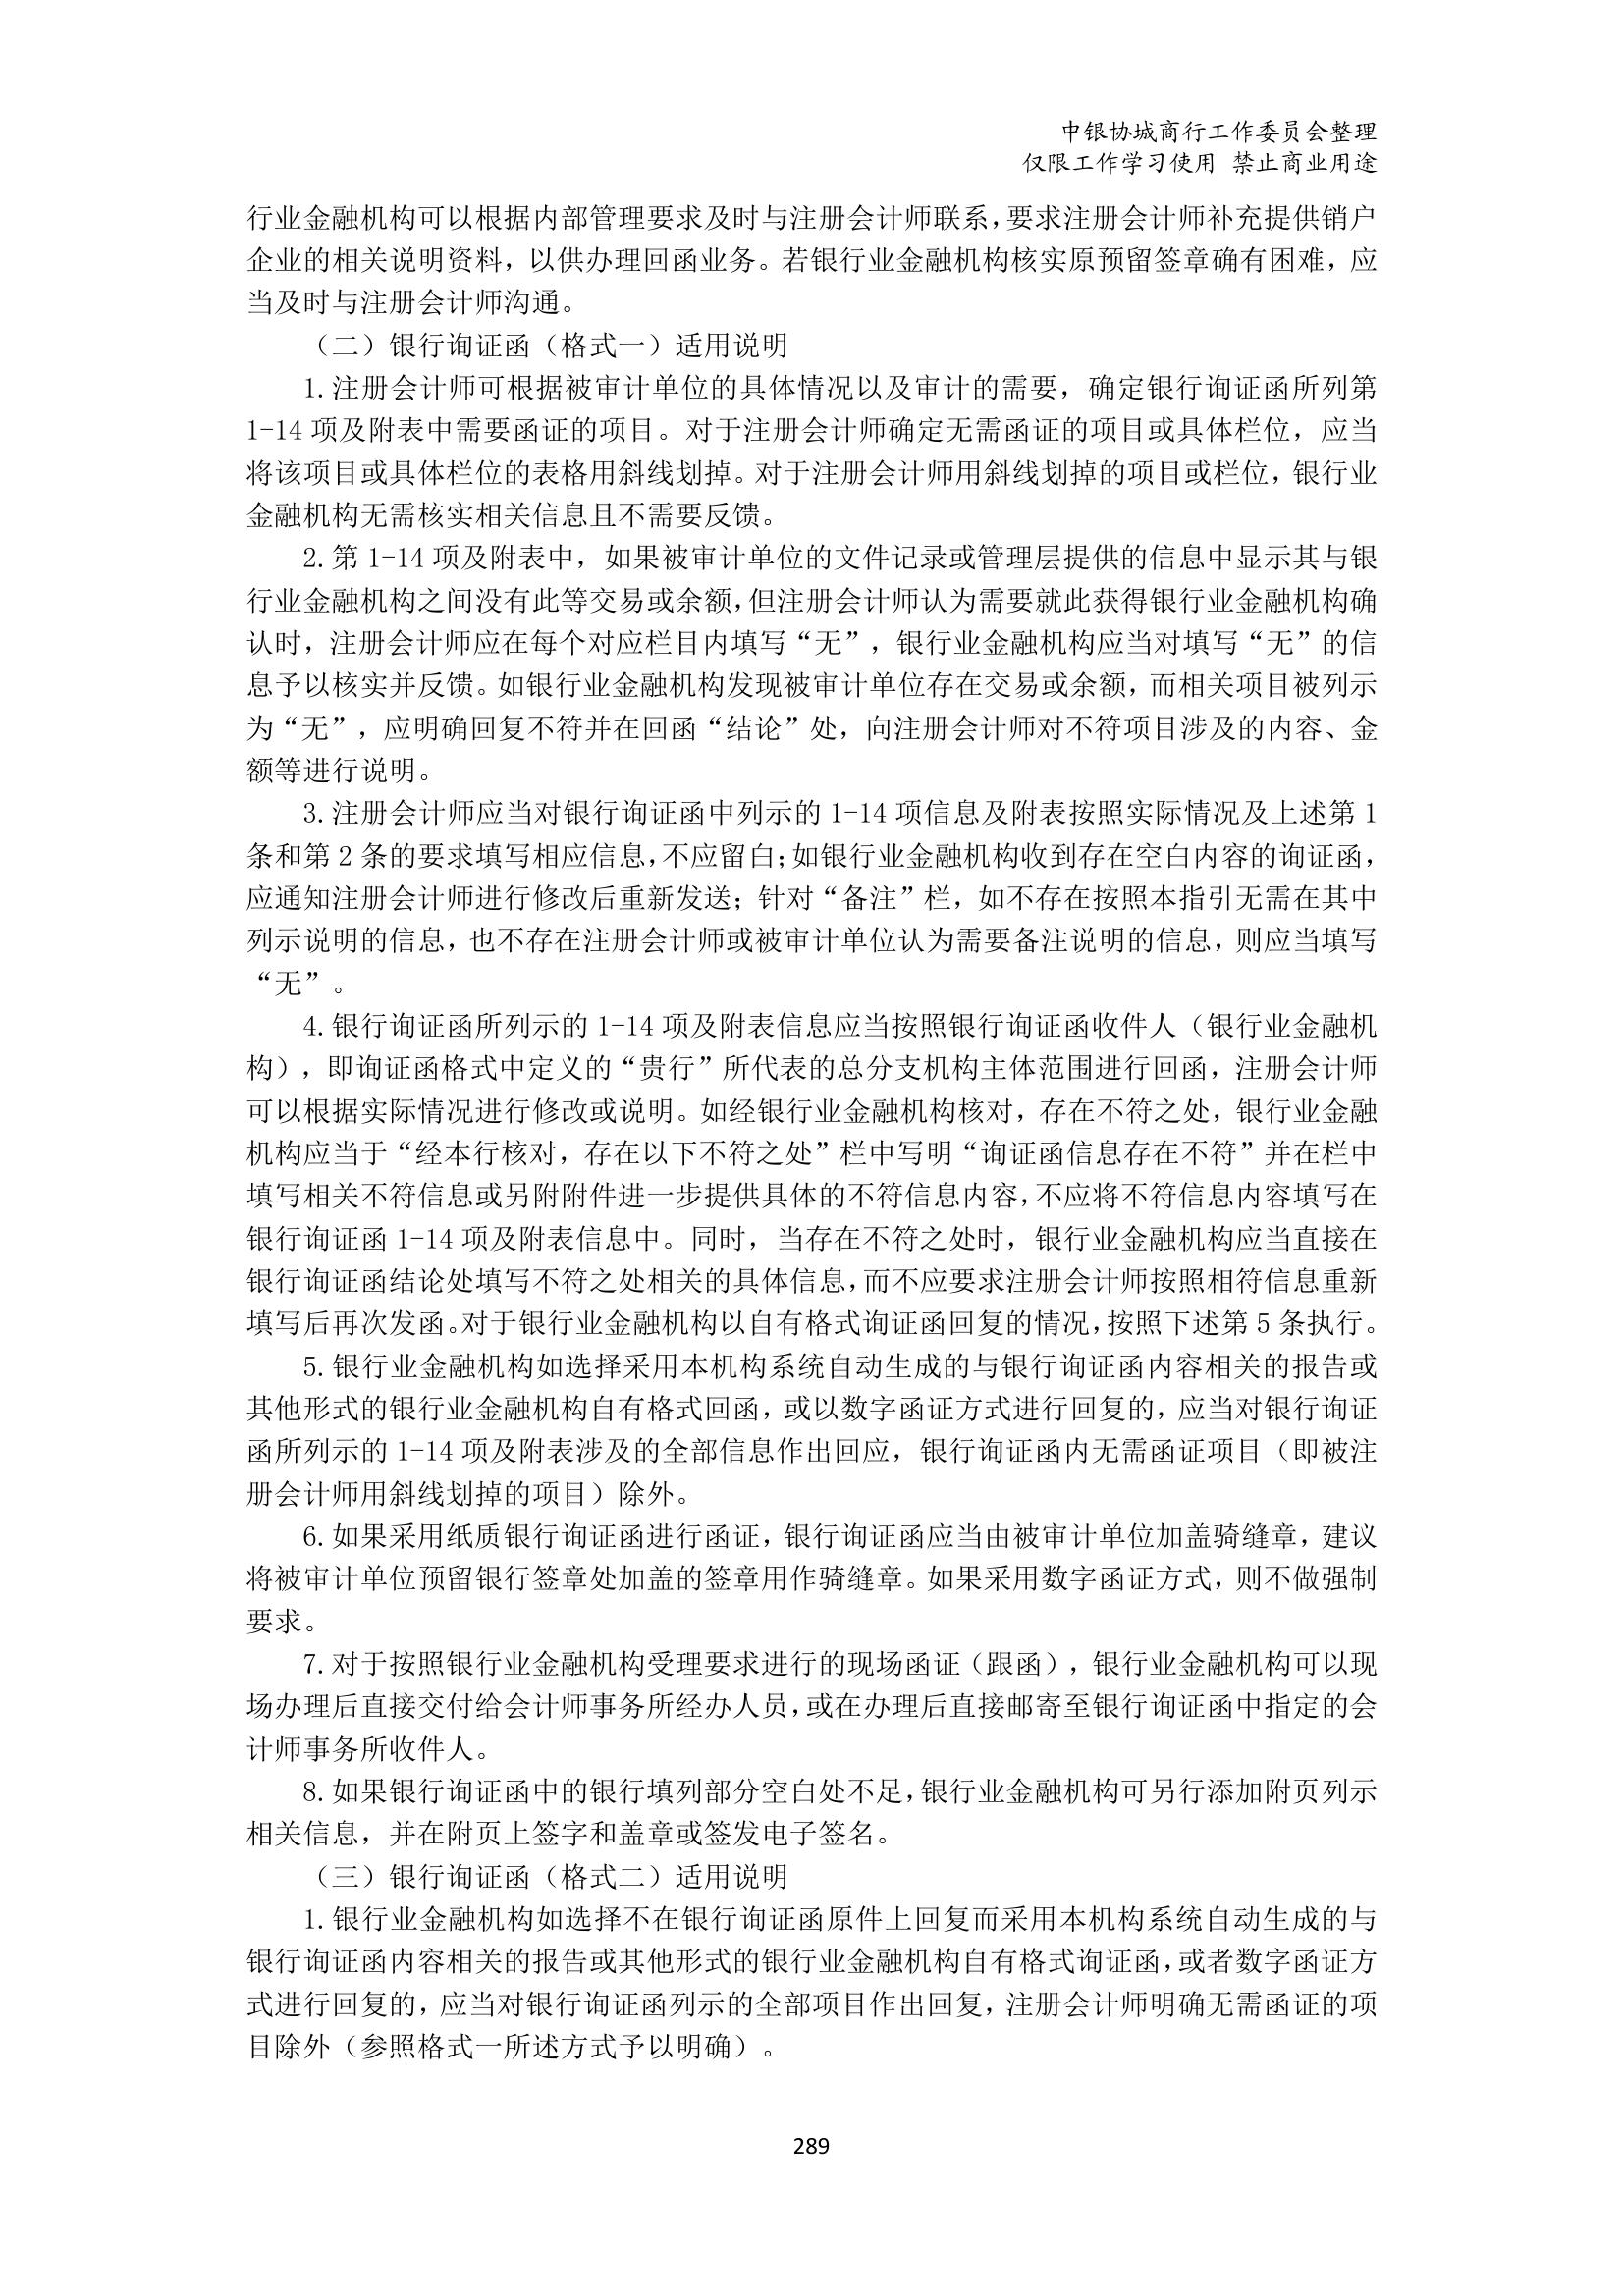 中银协城商行工作委员会整理
仅限工作学习使用 禁止商业用途
行业金融机构可以根据内部管理要求及时与注册会计师联系，要求注册会计师补充提供销户
企业的相关说明资料，以供办理回函业务。若银行业金融机构核实原预留签章确有困难，应
当及时与注册会计师沟通。
（二）银行询证函（格式一）适用说明
1.注册会计师可根据被审计单位的具体情况以及审计的需要，确定银行询证函所列第
1-14 项及附表中需要函证的项目。对于注册会计师确定无需函证的项目或具体栏位，应当
将该项目或具体栏位的表格用斜线划掉。对于注册会计师用斜线划掉的项目或栏位，银行业
金融机构无需核实相关信息且不需要反馈。
2.第 1-14 项及附表中，如果被审计单位的文件记录或管理层提供的信息中显示其与银
行业金融机构之间没有此等交易或余额，但注册会计师认为需要就此获得银行业金融机构确
认时，注册会计师应在每个对应栏目内填写“无”，银行业金融机构应当对填写“无”的信
息予以核实并反馈。如银行业金融机构发现被审计单位存在交易或余额，而相关项目被列示
为“无”，应明确回复不符并在回函“结论”处，向注册会计师对不符项目涉及的内容、金
额等进行说明。
3.注册会计师应当对银行询证函中列示的 1-14 项信息及附表按照实际情况及上述第 1
条和第 2 条的要求填写相应信息，不应留白；如银行业金融机构收到存在空白内容的询证函，
应通知注册会计师进行修改后重新发送；针对“备注”栏，如不存在按照本指引无需在其中
列示说明的信息，也不存在注册会计师或被审计单位认为需要备注说明的信息，则应当填写
“无”。
4.银行询证函所列示的 1-14 项及附表信息应当按照银行询证函收件人（银行业金融机
构），即询证函格式中定义的“贵行”所代表的总分支机构主体范围进行回函，注册会计师
可以根据实际情况进行修改或说明。如经银行业金融机构核对，存在不符之处，银行业金融
机构应当于“经本行核对，存在以下不符之处”栏中写明“询证函信息存在不符”并在栏中
填写相关不符信息或另附附件进一步提供具体的不符信息内容，不应将不符信息内容填写在
银行询证函 1-14 项及附表信息中。同时，当存在不符之处时，银行业金融机构应当直接在
银行询证函结论处填写不符之处相关的具体信息，而不应要求注册会计师按照相符信息重新
填写后再次发函。对于银行业金融机构以自有格式询证函回复的情况，按照下述第 5 条执行。
5.银行业金融机构如选择采用本机构系统自动生成的与银行询证函内容相关的报告或
其他形式的银行业金融机构自有格式回函，或以数字函证方式进行回复的，应当对银行询证
函所列示的 1-14 项及附表涉及的全部信息作出回应，银行询证函内无需函证项目（即被注
册会计师用斜线划掉的项目）除外。
6.如果采用纸质银行询证函进行函证，银行询证函应当由被审计单位加盖骑缝章，建议
将被审计单位预留银行签章处加盖的签章用作骑缝章。如果采用数字函证方式，则不做强制
要求。
7.对于按照银行业金融机构受理要求进行的现场函证（跟函），银行业金融机构可以现
场办理后直接交付给会计师事务所经办人员，或在办理后直接邮寄至银行询证函中指定的会
计师事务所收件人。
8.如果银行询证函中的银行填列部分空白处不足，银行业金融机构可另行添加附页列示
相关信息，并在附页上签字和盖章或签发电子签名。
（三）银行询证函（格式二）适用说明
1.银行业金融机构如选择不在银行询证函原件上回复而采用本机构系统自动生成的与
银行询证函内容相关的报告或其他形式的银行业金融机构自有格式询证函，或者数字函证方
式进行回复的，应当对银行询证函列示的全部项目作出回复，注册会计师明确无需函证的项
目除外（参照格式一所述方式予以明确）。
289